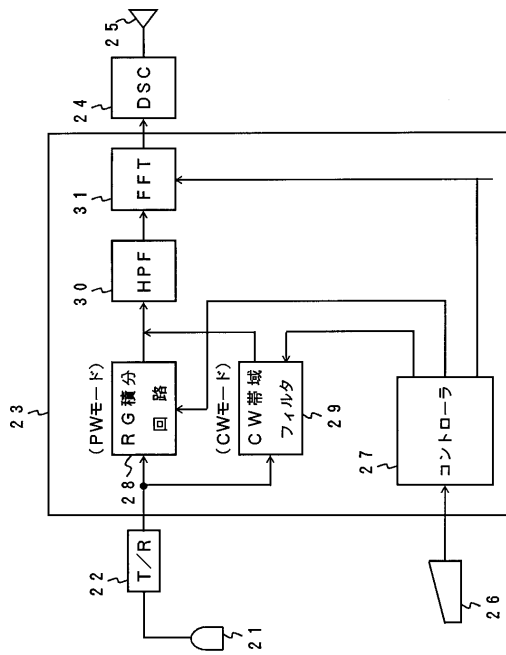 23
(PWモード)
RG積分
回路
28
(CWモード)
CW帯域
フィルタ
29
HPF
30
FFT
31
DSC
24
25
T/R
22
21
コントローラ
27
26